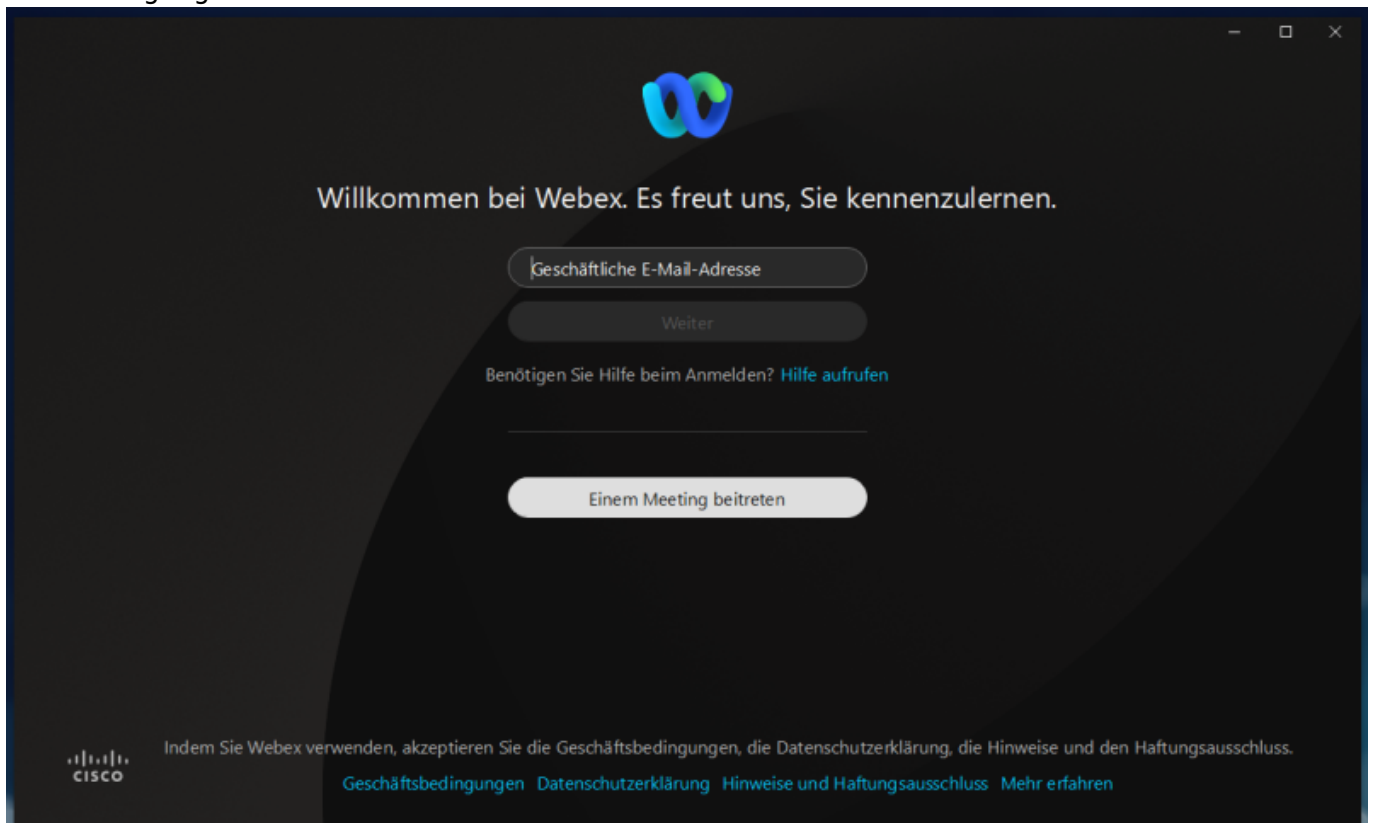 Willkommen bei Webex. Es freut uns, Sie kennenzulernen.
Geschäftliche E-Mail-Adresse
Weiter
Benötigen Sie Hilfe beim Anmelden? Hilfe aufrufen
Einem Meeting beitreten
Indem Sie Webex verwenden, akzeptieren Sie die Geschäftsbedingungen, die Datenschutzerklärung, die Hinweise und den Haftungsausschluss.
CISCO
Geschäftsbedingungen Datenschutzerklärung Hinweise und Haftungsausschluss Mehr erfahren